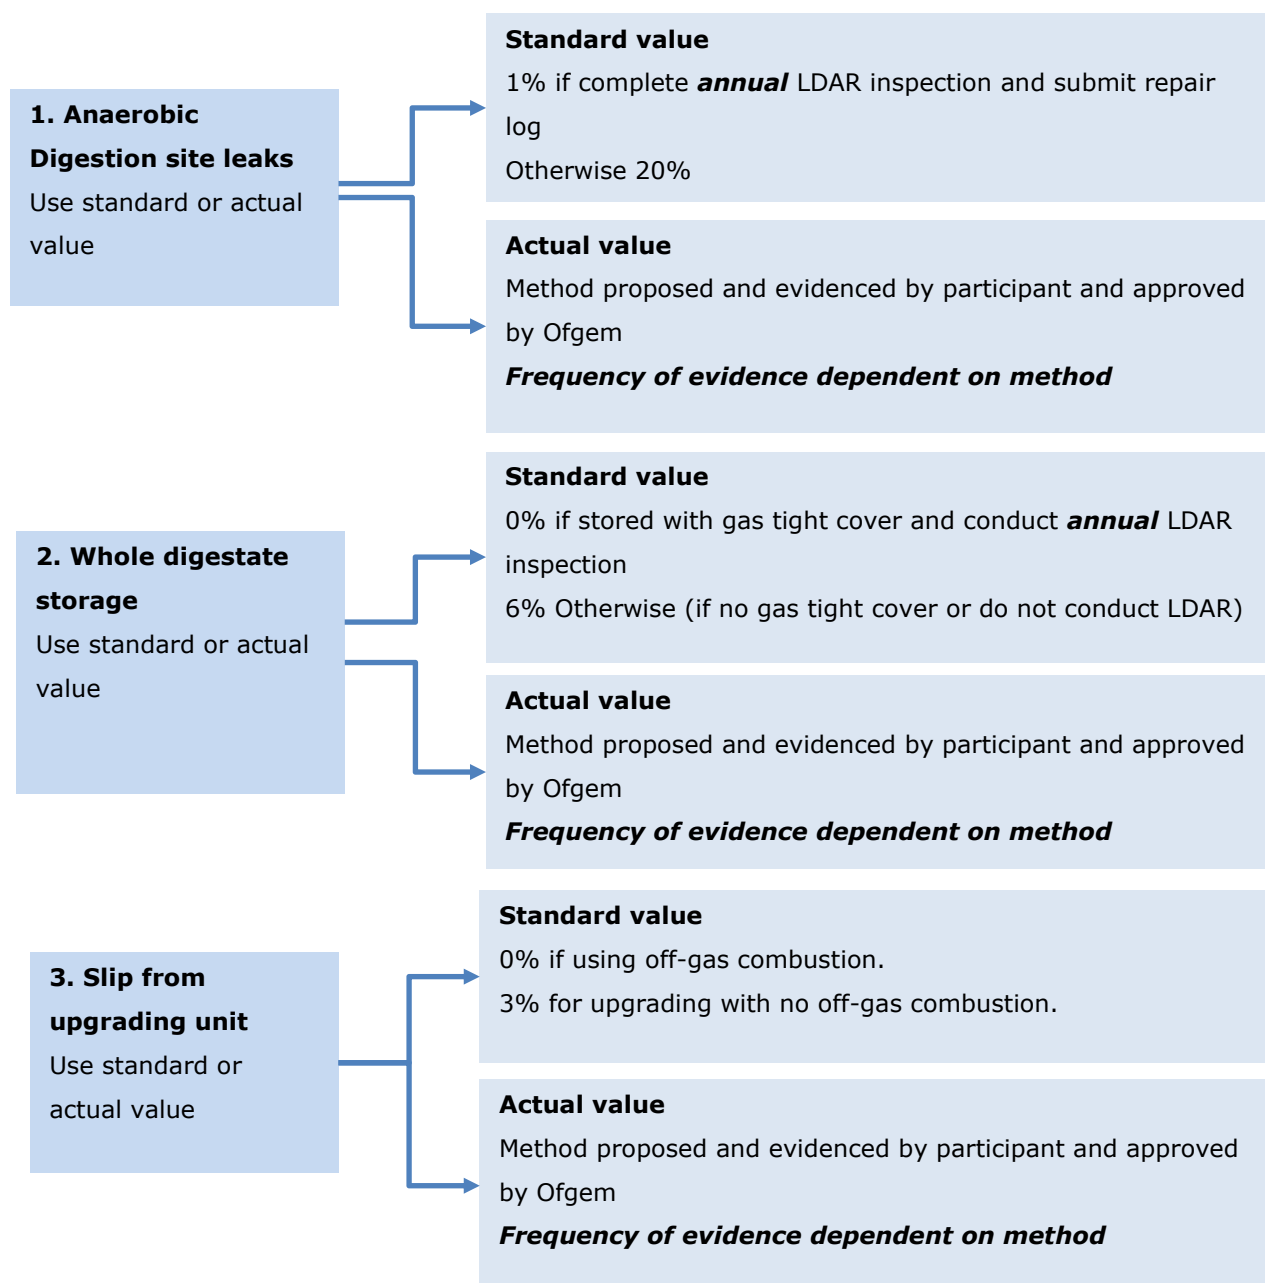 1. Anaerobic
Digestion site leaks
Use standard or actual
value
Standard value
1% if complete annual LDAR inspection and submit repair
log
Otherwise 20%
Actual value
Method proposed and evidenced by participant and approved
by Ofgem
Frequency of evidence dependent on method
2. Whole digestate
storage
Use standard or actual
value
Standard value
0% if stored with gas tight cover and conduct annual LDAR
inspection
6% Otherwise (if no gas tight cover or do not conduct LDAR)
Actual value
Method proposed and evidenced by participant and approved
by Ofgem
Frequency of evidence dependent on method
3. Slip from
upgrading unit
Use standard or
actual value
Standard value
0% if using off-gas combustion.
3% for upgrading with no off-gas combustion.
Actual value
Method proposed and evidenced by participant and approved
by Ofgem
Frequency of evidence dependent on method